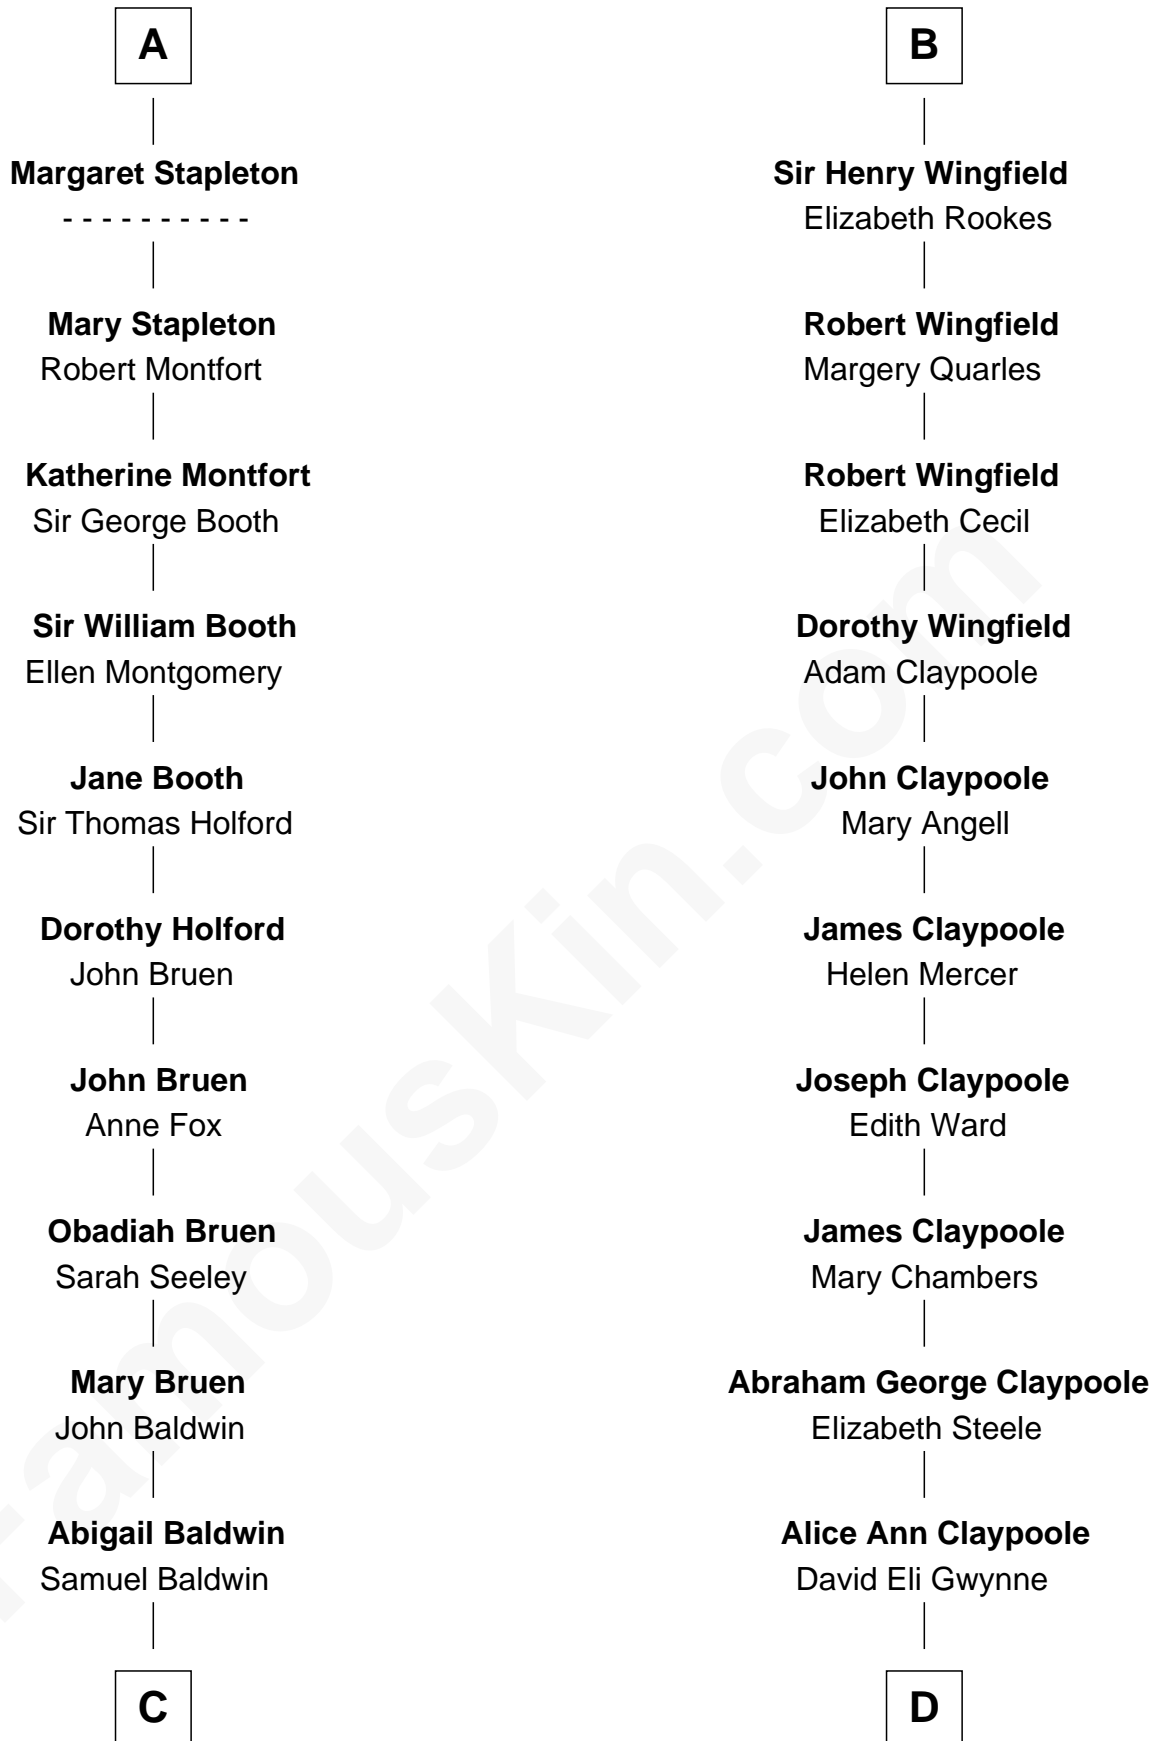 A
Margaret Stapleton
- - - - - - - - - -
Mary Stapleton
Robert Montfort
Katherine Montfort
Sir George Booth
Sir William Booth
Ellen Montgomery
Jane Booth
Sir Thomas Holford
Dorothy Holford
John Bruen
John Bruen
Anne Fox
Obadiah Bruen
Sarah Seeley
Mary Bruen
John Baldwin
Abigail Baldwin
Samuel Baldwin
C
B
Sir Henry Wingfield
Elizabeth Rookes
Robert Wingfield
Margery Quarles
Robert Wingfield
Elizabeth Cecil
Dorothy Wingfield
Adam Claypoole
John Claypoole
Mary Angell
James Claypoole
Helen Mercer
Joseph Claypoole
Edith Ward
James Claypoole
Mary Chambers
Abraham George Claypoole
Elizabeth Steele
Alice Ann Claypoole
David Eli Gwynne
D
FamousKin.com